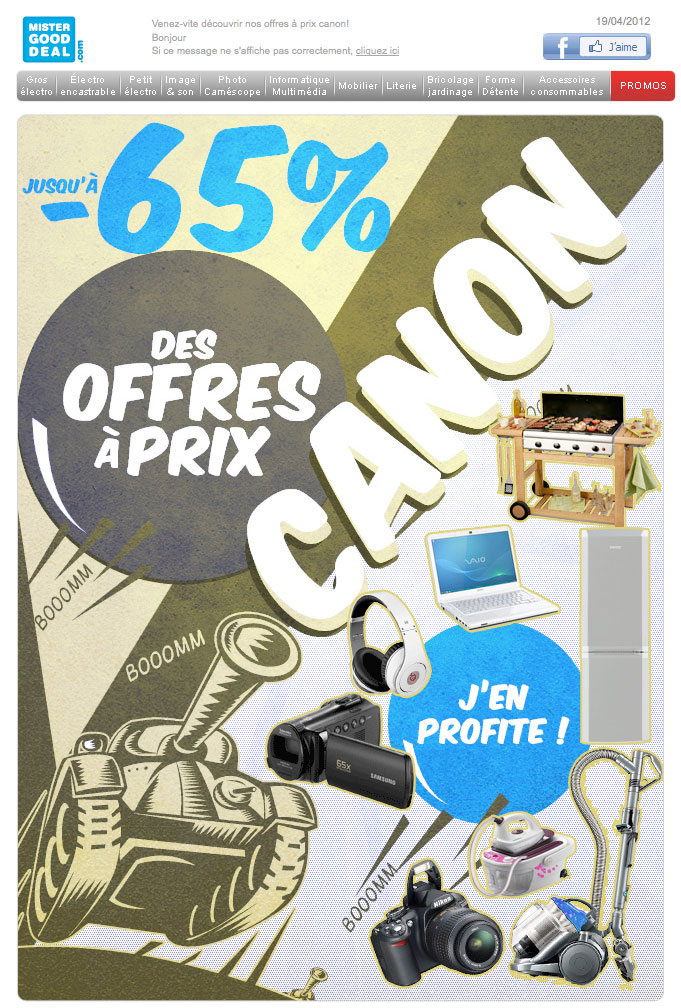 MISTER
GOOD
DEAL.com
Venez-vite découvrir nos offres à prix canon!
Bonjour
Si ce message ne s'affiche pas correctement, cliquez ici
19/04/2012
f J'aime
Gros électro
Électro encastrable
Petit électro
Image & son
Photo Caméscope
Informatique Multimédia
Mobilier
Literie
Bricolage jardinage
Forme Détente
Accessoires consommables
PROMOS
JUSQU'À
-65%
DES
OFFRES
À PRIX
CANON
BOOOMM
BOOOMM
VAIO
J'EN
PROFITE !
65x
SAMSUNG
BOOOMM
Nikon